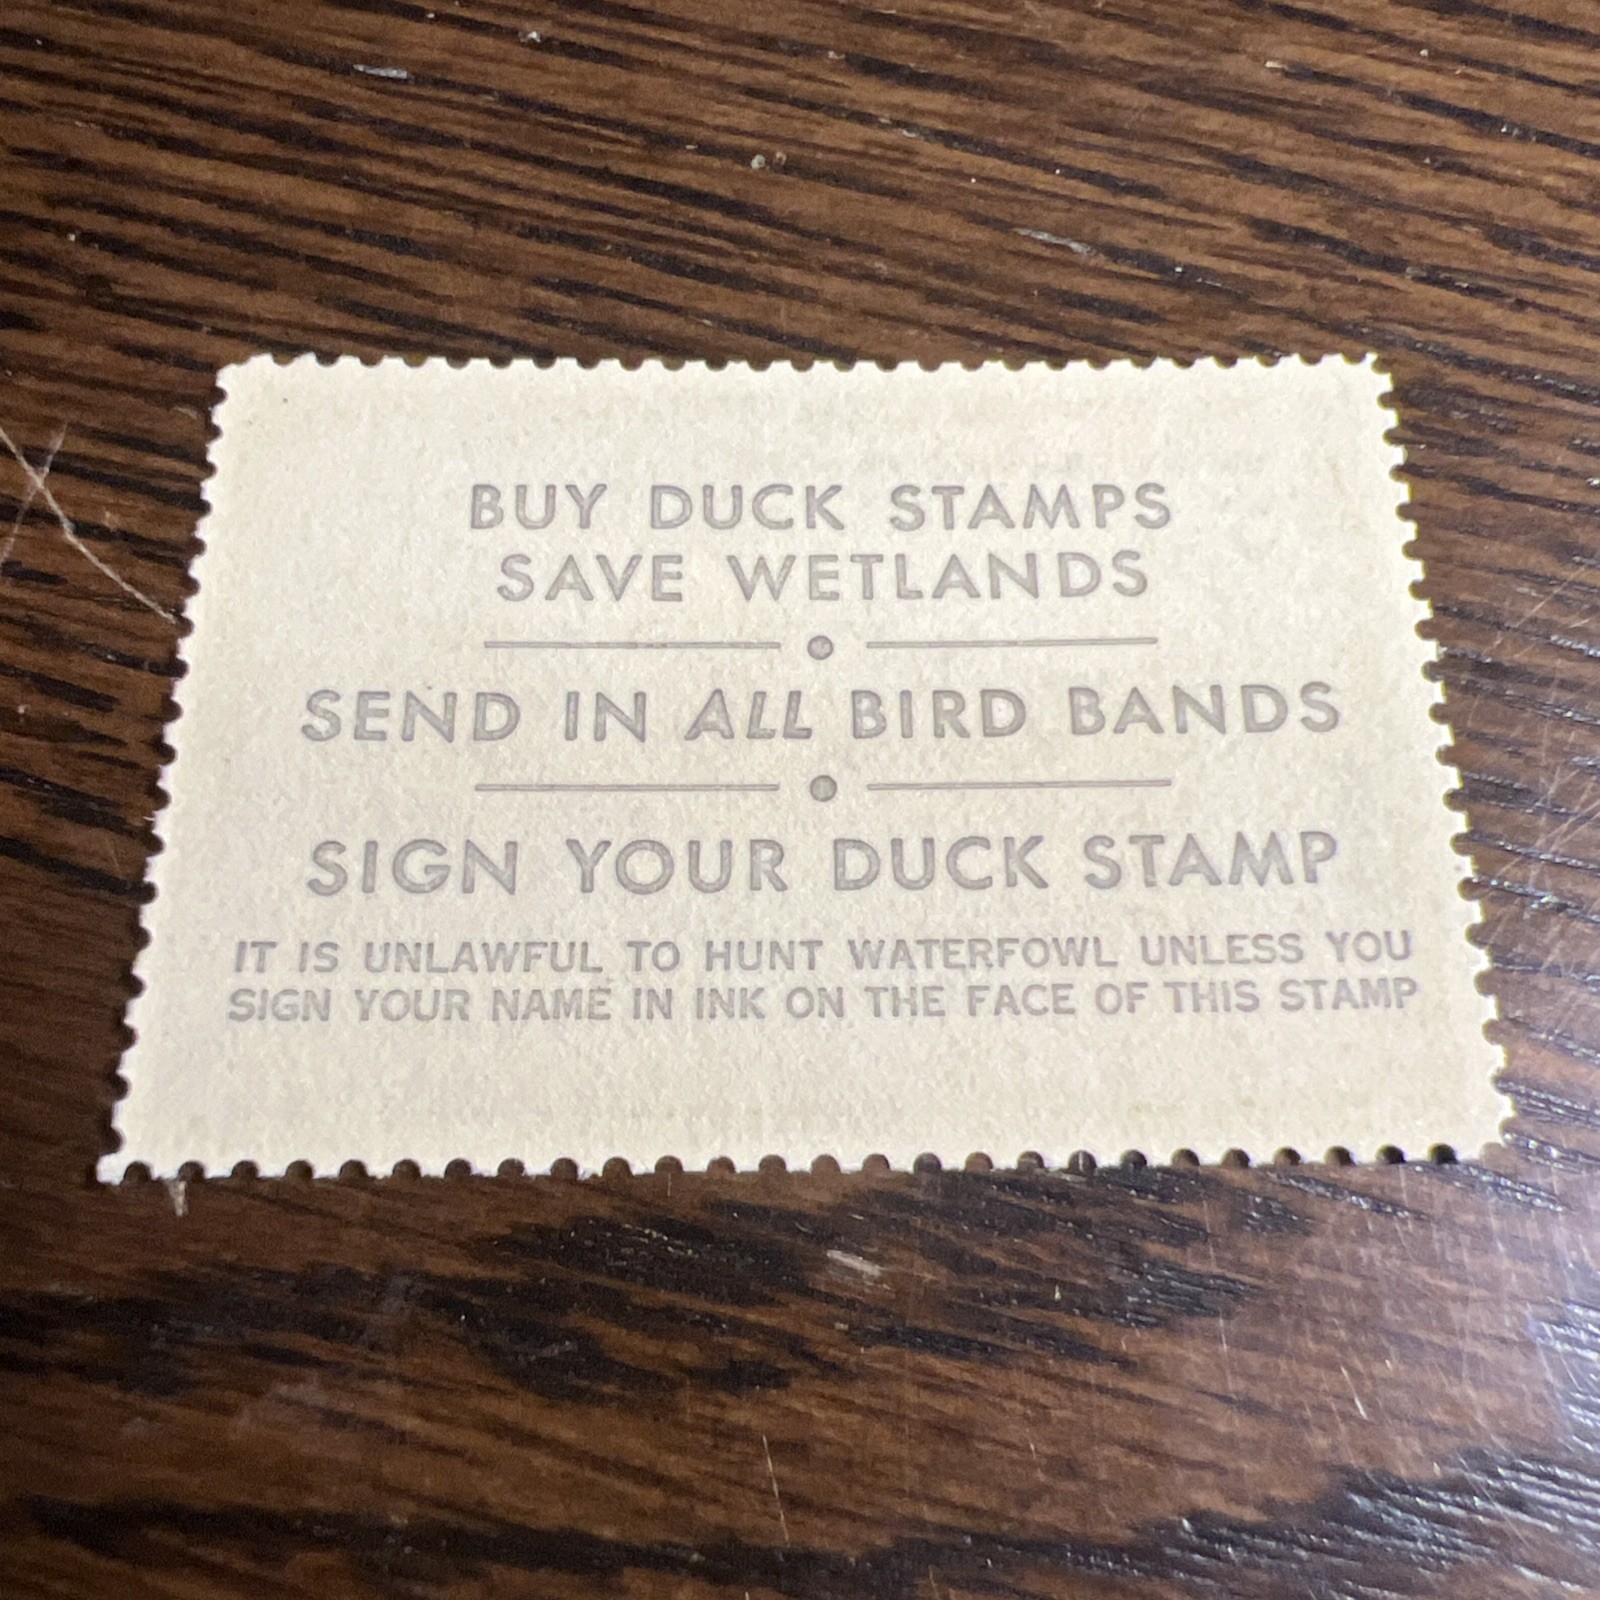 BUY DUCK STAMPS
SAVE WETLANDS
SEND IN ALL BIRD BANDS
SIGN YOUR DUCK STAMP
IT IS UNLAWFUL TO HUNT WATERFOWL UNLESS YOU
SIGN YOUR NAME IN INK ON THE FACE OF THIS STAMP